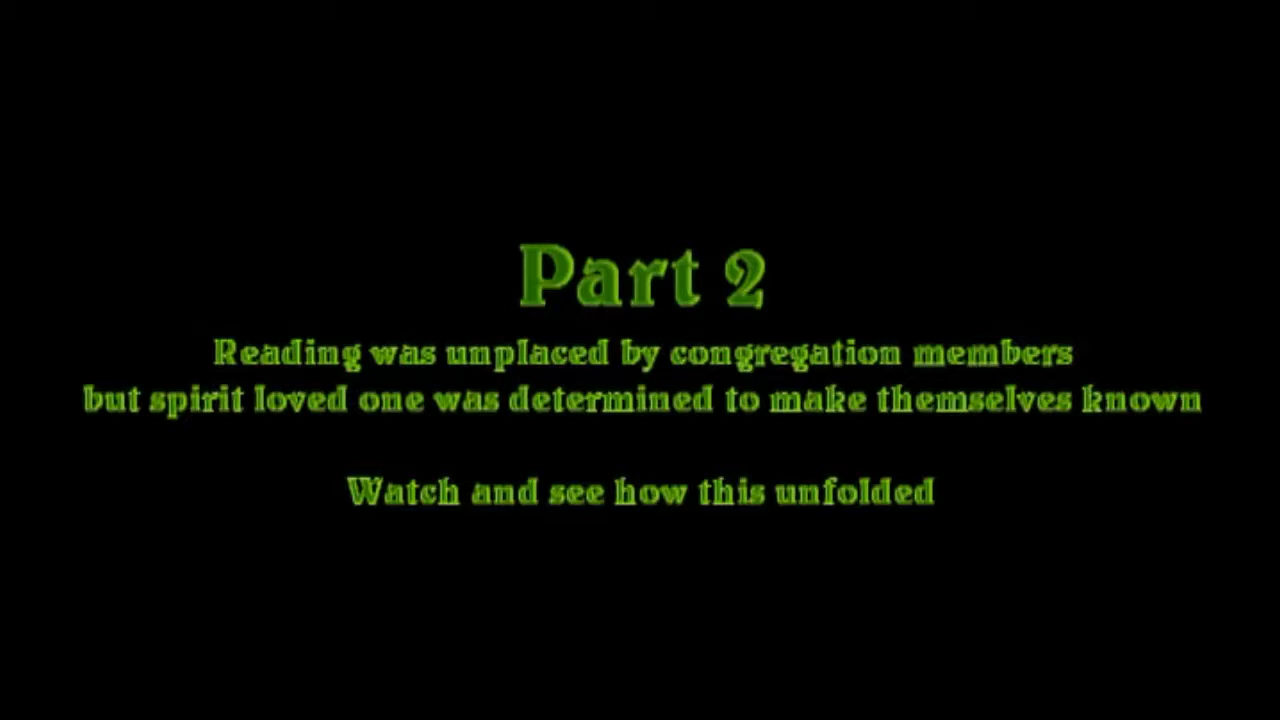 Part 2
Reading was unplaced by congregation members
but spirit loved one was determined to make themselves known
Watch and see how this unfolded